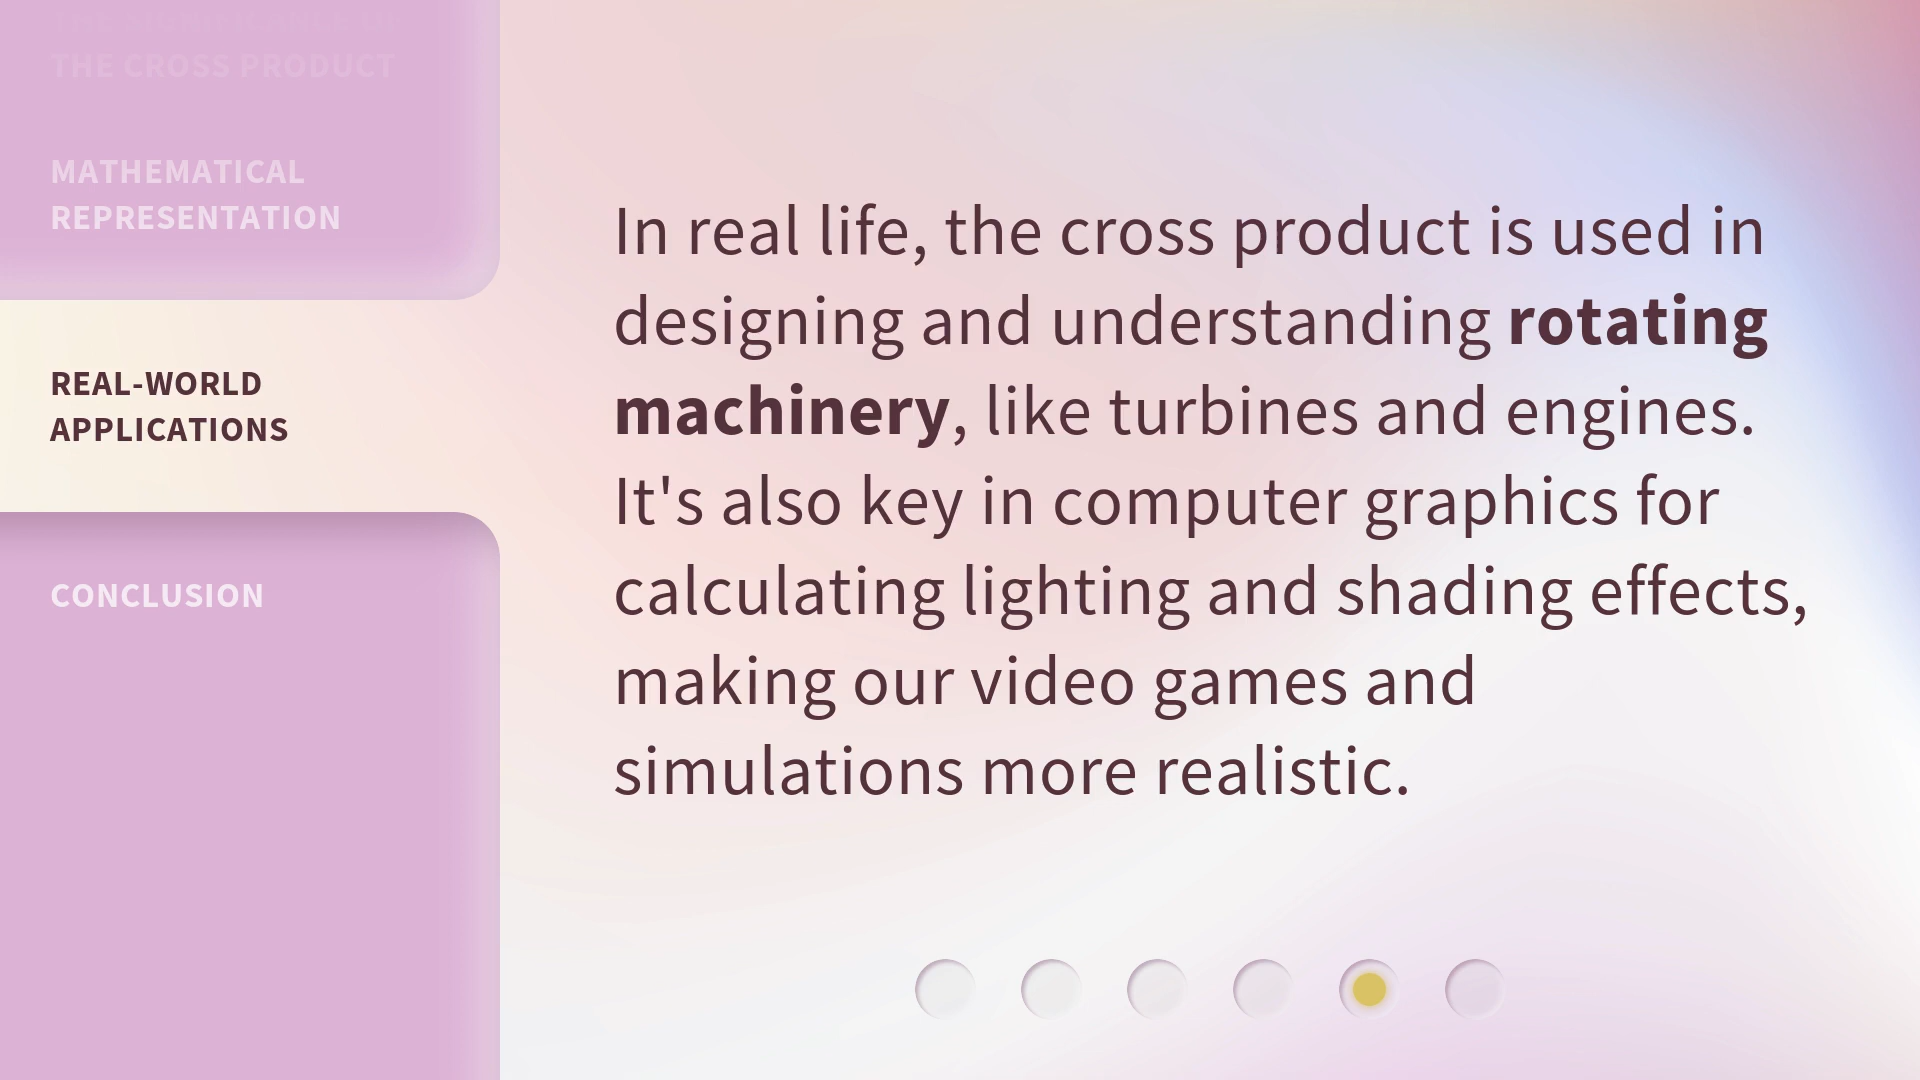 THE CROSS PRODUCT
MATHEMATICAL
REPRESENTATION
REAL-WORLD
APPLICATIONS
CONCLUSION
In real life, the cross product is used in
designing and understanding rotating
machinery, like turbines and engines.
It's also key in computer graphics for
calculating lighting and shading effects,
making our video games and
simulations more realistic.